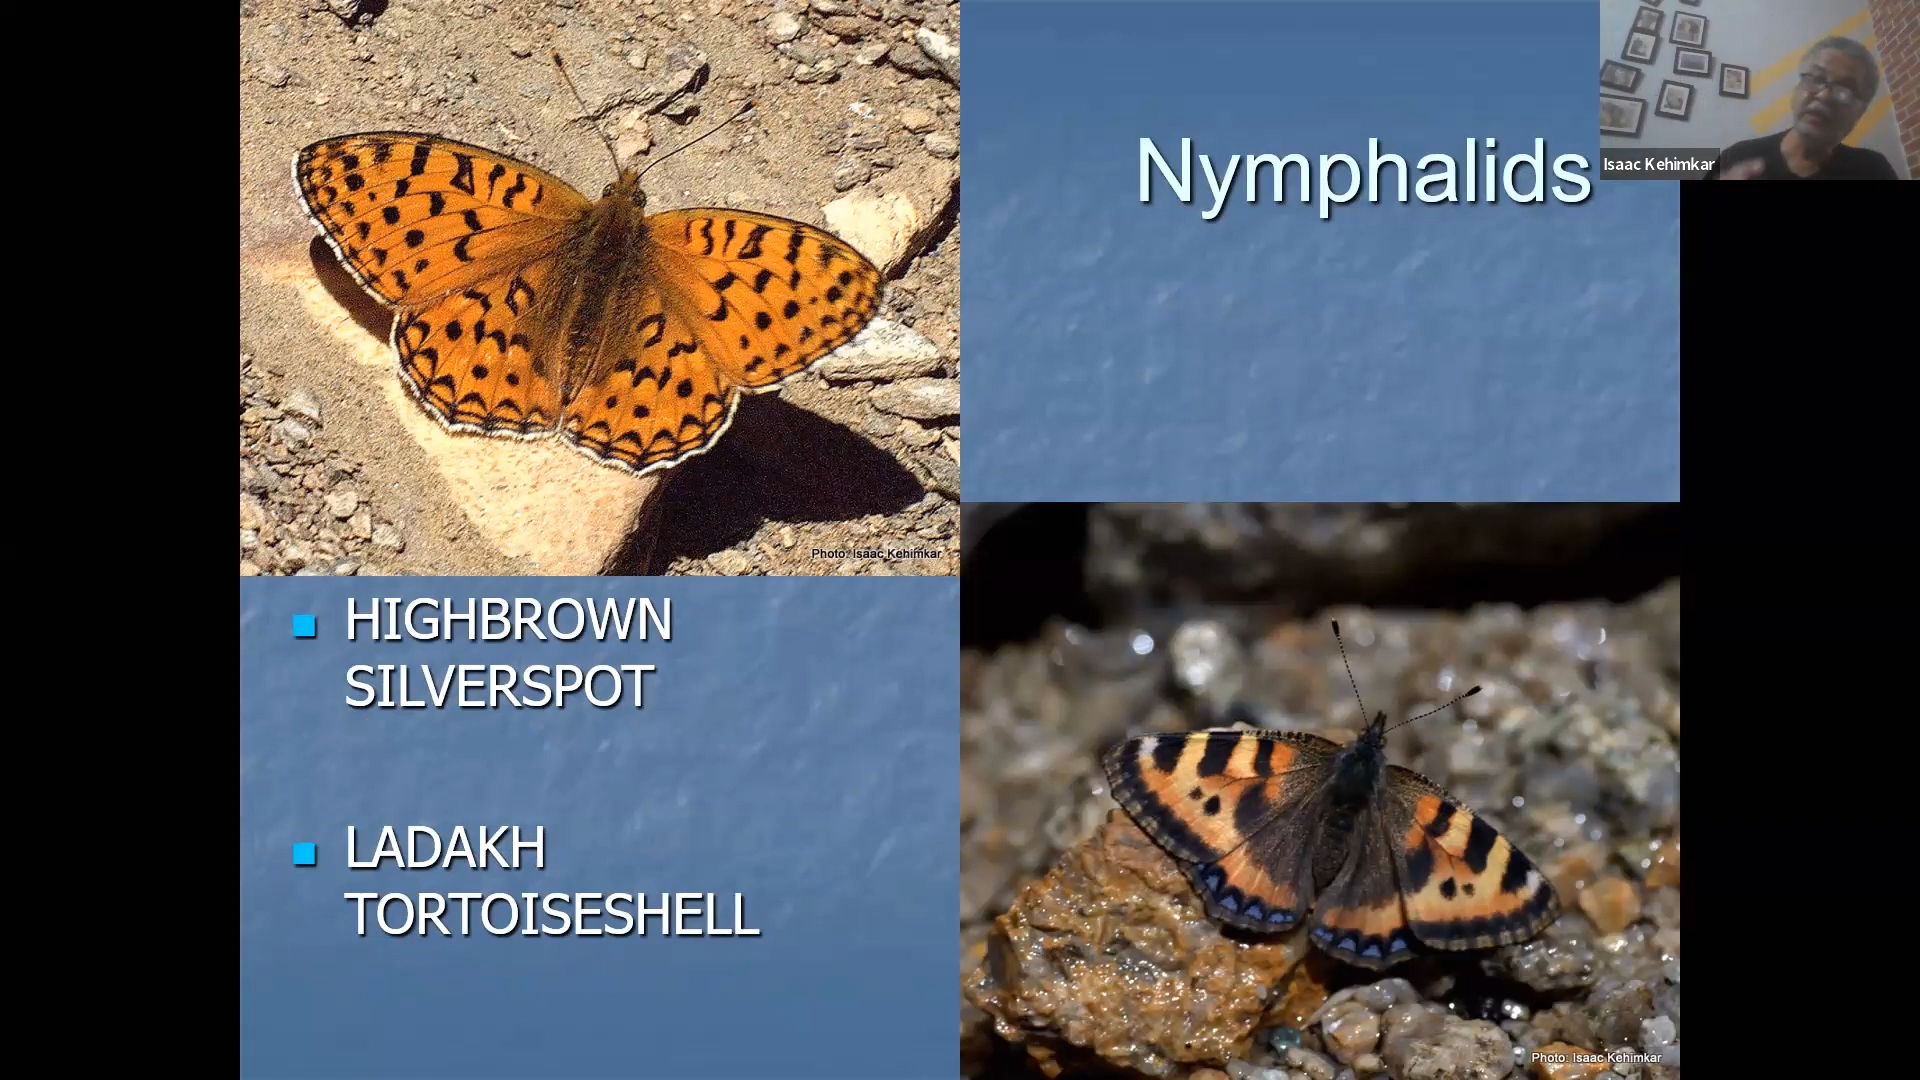 Nymphalids
Isaac Kehimkar
Photo: Isaac Kehimkar
HIGHBROWN
SILVERSPOT
LADAKH
TORTOISESHELL
Photo: Isaac Kehimkar